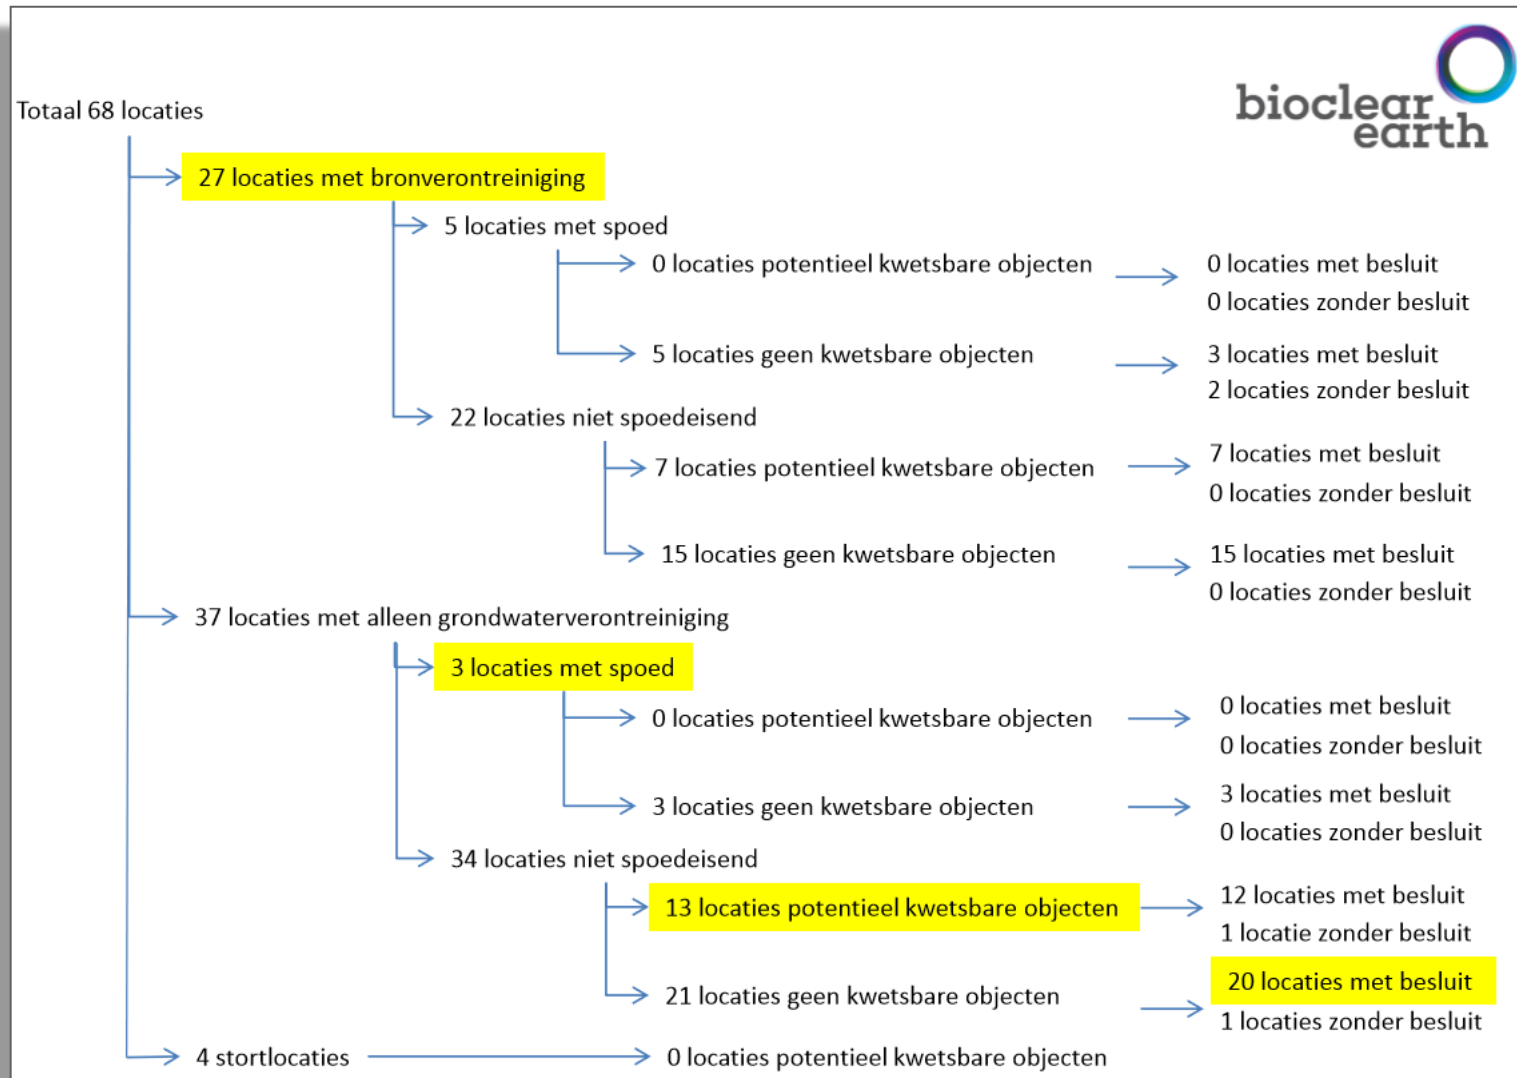 bioclear
earth
Totaal 68 locaties
27 locaties met bronverontreiniging
5 locaties met spoed
0 locaties potentieel kwetsbare objecten
0 locaties met besluit
0 locaties zonder besluit
5 locaties geen kwetsbare objecten
3 locaties met besluit
2 locaties zonder besluit
22 locaties niet spoedeisend
7 locaties potentieel kwetsbare objecten
7 locaties met besluit
0 locaties zonder besluit
15 locaties geen kwetsbare objecten
15 locaties met besluit
0 locaties zonder besluit
37 locaties met alleen grondwaterverontreiniging
3 locaties met spoed
0 locaties potentieel kwetsbare objecten
0 locaties met besluit
0 locaties zonder besluit
3 locaties geen kwetsbare objecten
3 locaties met besluit
0 locaties zonder besluit
34 locaties niet spoedeisend
13 locaties potentieel kwetsbare objecten
12 locaties met besluit
1 locatie zonder besluit
21 locaties geen kwetsbare objecten
20 locaties met besluit
1 locaties zonder besluit
4 stortlocaties
0 locaties potentieel kwetsbare objecten